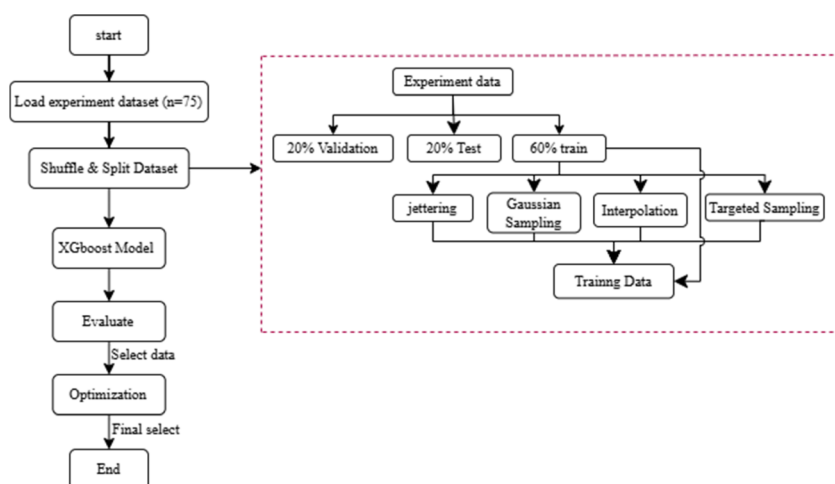 start
Load experiment dataset (n=75)
Shuffle & Split Dataset
XGboost Model
Evaluate
Select data
Optimization
Final select
End
Experiment data
20% Validation
20% Test
60% train
jettering
Gaussian
Sampling
Interpolation
Targeted Sampling
Trainng Data